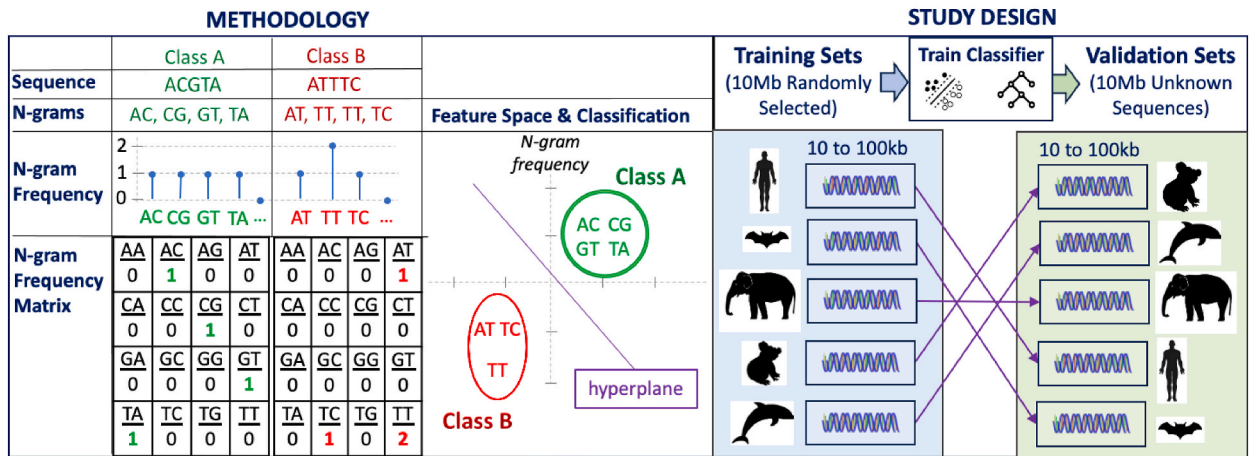 METHODOLOGY
STUDY DESIGN
Class A Class B
Sequence ACGTA ATTTC
N-grams AC, CG, GT, TA AT, TT, TT, TC
N-gram
Frequency
2
1
0
AC CG GT TA ... AT TT TC ...
N-gram
Frequency
Matrix
AA AC AG AT AA AC AG AT
0 1 0 0 0 0 0 1
CA CC CG CT CA CC CG CT
0 0 1 0 0 0 0 0
GA GC GG GT GA GC GG GT
0 0 0 1 0 0 0 0
TA TC TG TT TA TC TG TT
1 0 0 0 0 1 0 2
Feature Space & Classification
N-gram
frequency
Class A
AC CG
GT TA
AT TC
TT
hyperplane
Class B
Training Sets
(10Mb Randomly
Selected)
Train Classifier
Validation Sets
(10Mb Unknown
Sequences)
10 to 100kb
10 to 100kb